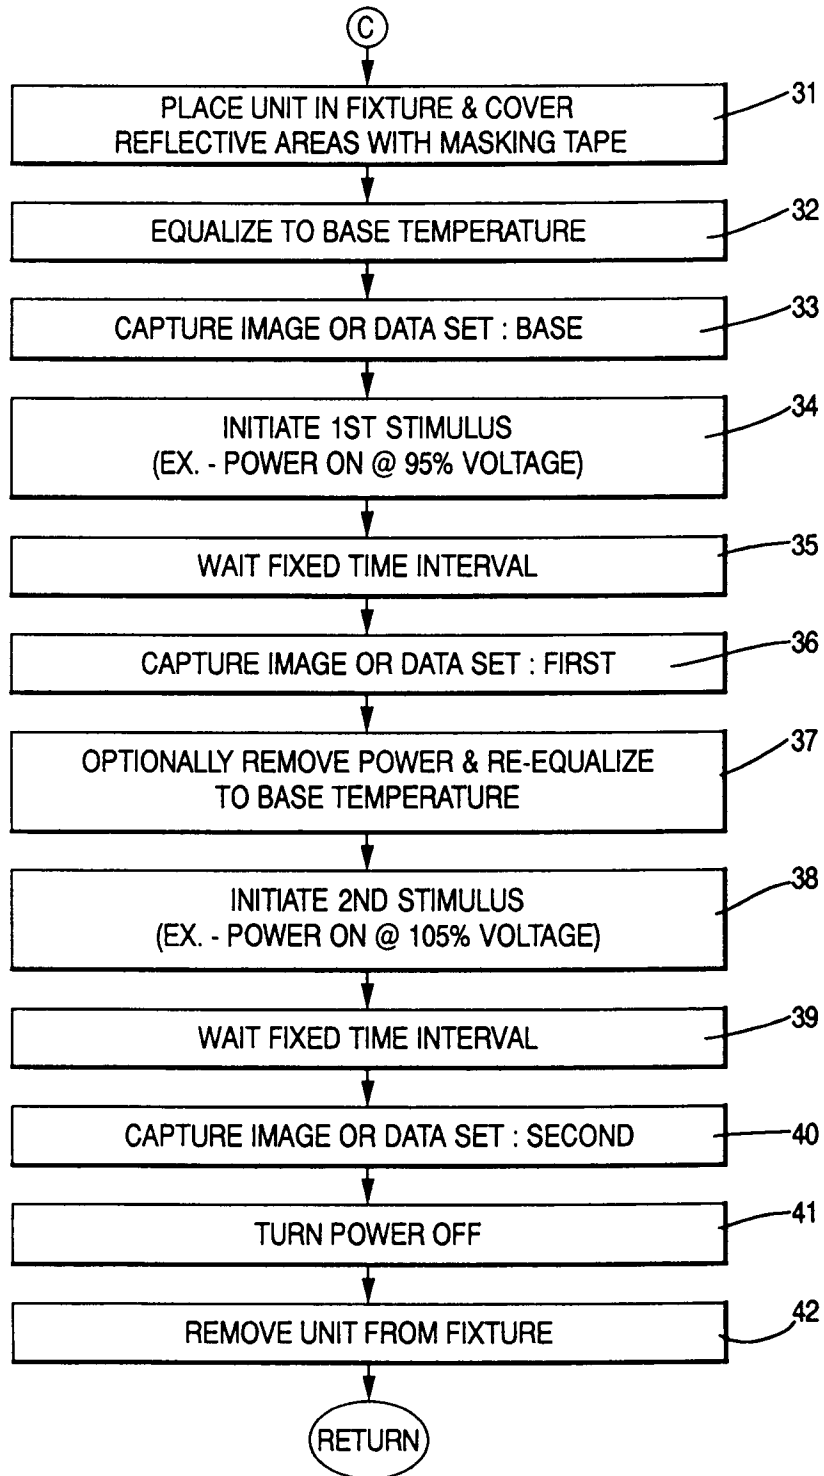 C
PLACE UNIT IN FIXTURE & COVER
REFLECTIVE AREAS WITH MASKING TAPE
31
EQUALIZE TO BASE TEMPERATURE
32
CAPTURE IMAGE OR DATA SET : BASE
33
INITIATE 1ST STIMULUS
(EX. - POWER ON @ 95% VOLTAGE)
34
WAIT FIXED TIME INTERVAL
35
CAPTURE IMAGE OR DATA SET : FIRST
36
OPTIONALLY REMOVE POWER & RE-EQUALIZE
TO BASE TEMPERATURE
37
INITIATE 2ND STIMULUS
(EX. - POWER ON @ 105% VOLTAGE)
38
WAIT FIXED TIME INTERVAL
39
CAPTURE IMAGE OR DATA SET : SECOND
40
TURN POWER OFF
41
REMOVE UNIT FROM FIXTURE
42
RETURN